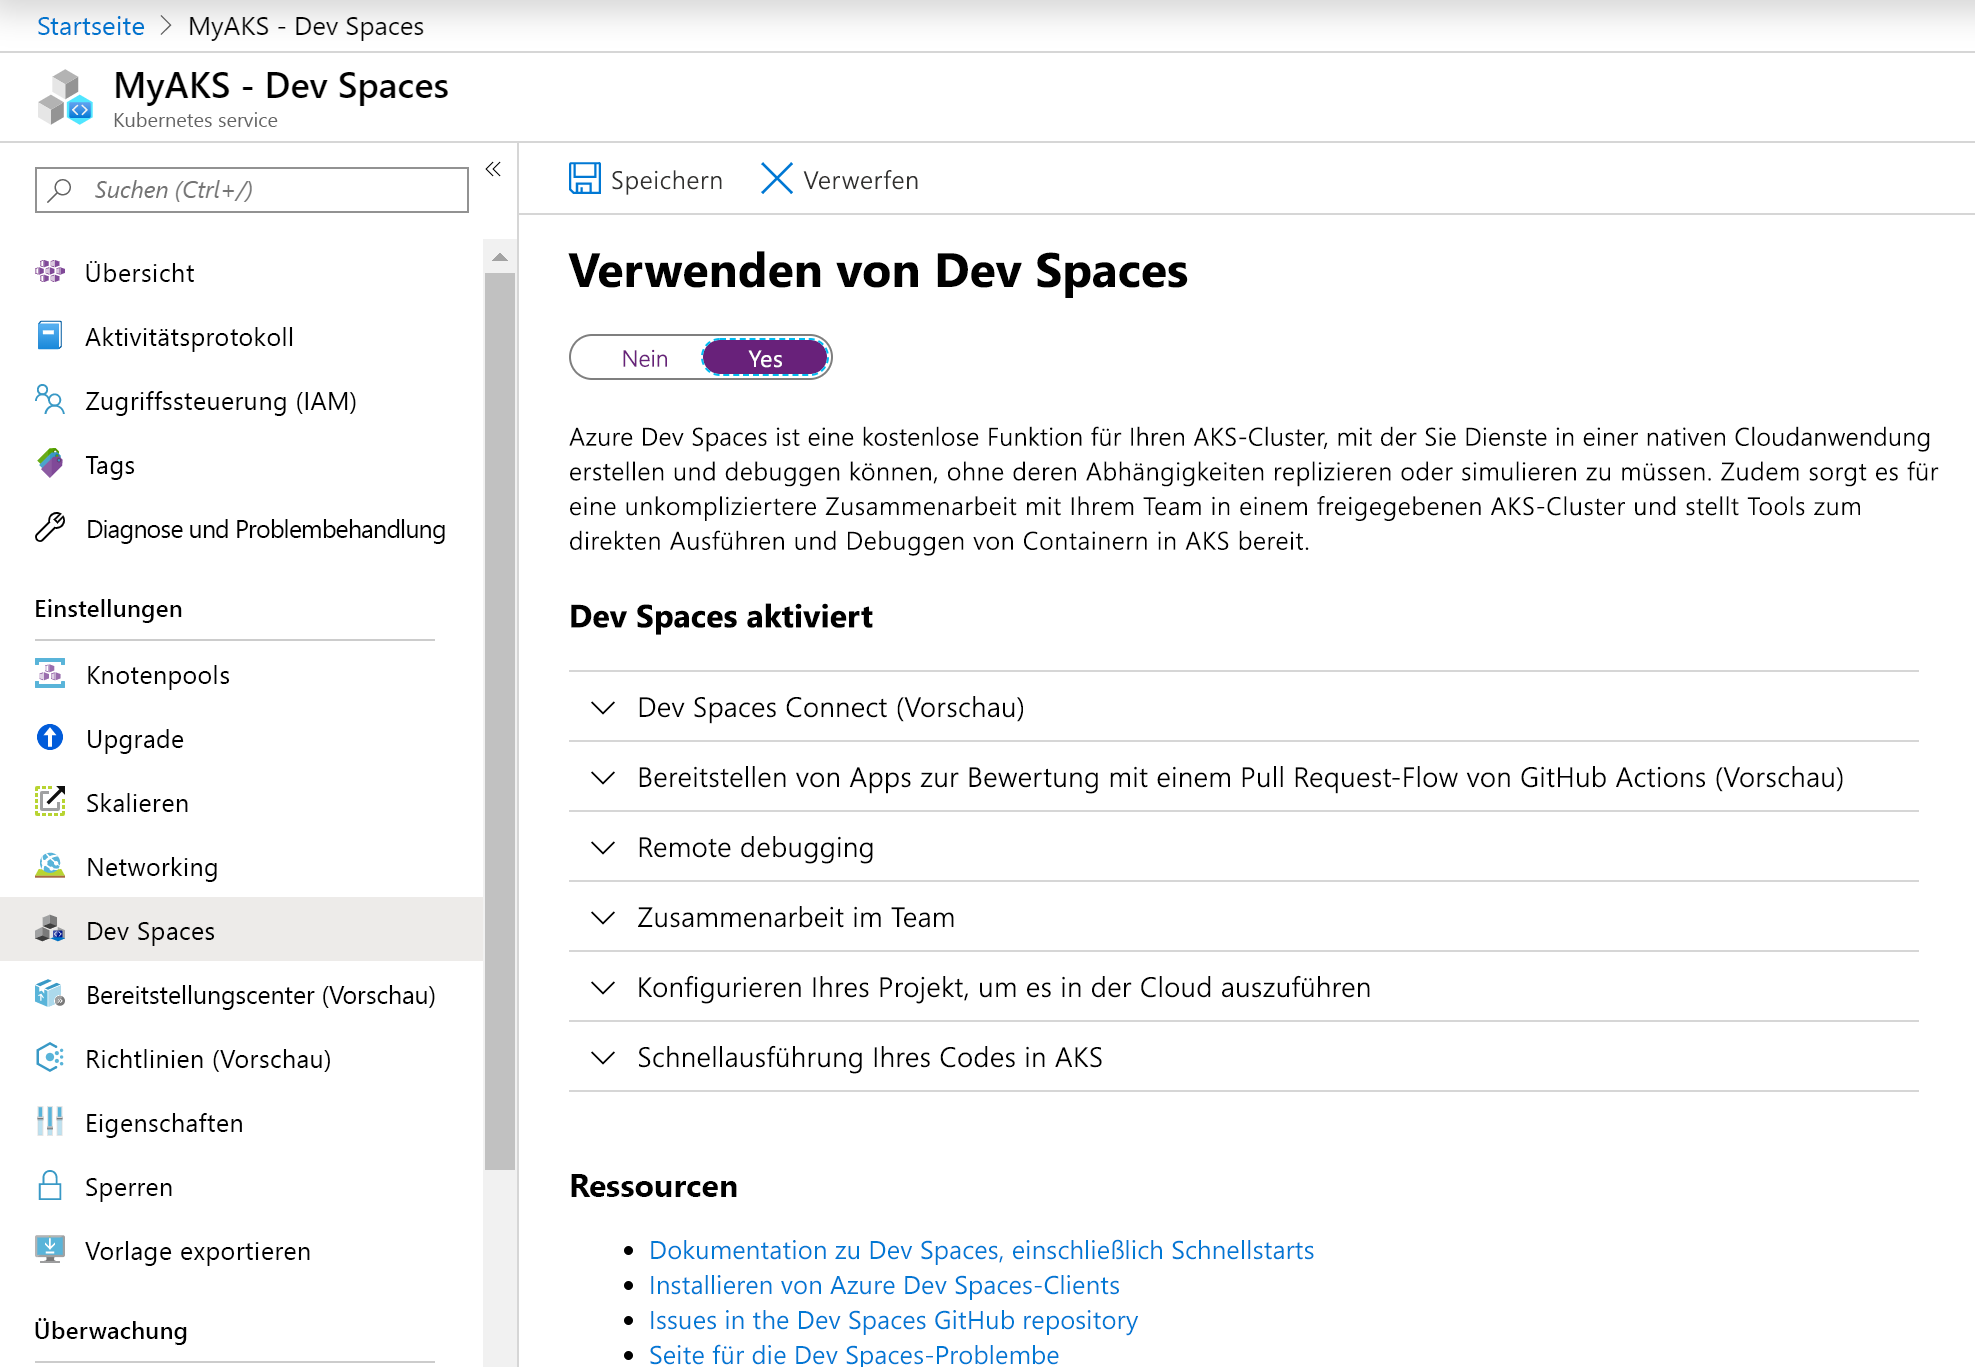 Startseite > MyAKS - Dev Spaces
MyAKS - Dev Spaces
Kubernetes service
Suchen (Ctrl+/)
Übersicht
Aktivitätsprotokoll
Zugriffssteuerung (IAM)
Tags
Diagnose und Problembehandlung
Einstellungen
Knotenpools
Upgrade
Skalieren
Networking
Dev Spaces
Bereitstellungscenter (Vorschau)
Richtlinien (Vorschau)
Eigenschaften
Sperren
Vorlage exportieren
Überwachung
Speichern Verwerfen
Verwenden von Dev Spaces
Nein Yes
Azure Dev Spaces ist eine kostenlose Funktion für Ihren AKS-Cluster, mit der Sie Dienste in einer nativen Cloudanwendung
erstellen und debuggen können, ohne deren Abhängigkeiten replizieren oder simulieren zu müssen. Zudem sorgt es für
eine unkompliziertere Zusammenarbeit mit Ihrem Team in einem freigegebenen AKS-Cluster und stellt Tools zum
direkten Ausführen und Debuggen von Containern in AKS bereit.
Dev Spaces aktiviert
Dev Spaces Connect (Vorschau)
Bereitstellen von Apps zur Bewertung mit einem Pull Request-Flow von GitHub Actions (Vorschau)
Remote debugging
Zusammenarbeit im Team
Konfigurieren Ihres Projekt, um es in der Cloud auszuführen
Schnellausführung Ihres Codes in AKS
Ressourcen
• Dokumentation zu Dev Spaces, einschließlich Schnellstarts
• Installieren von Azure Dev Spaces-Clients
• Issues in the Dev Spaces GitHub repository
• Seite für die Dev Spaces-Problembe